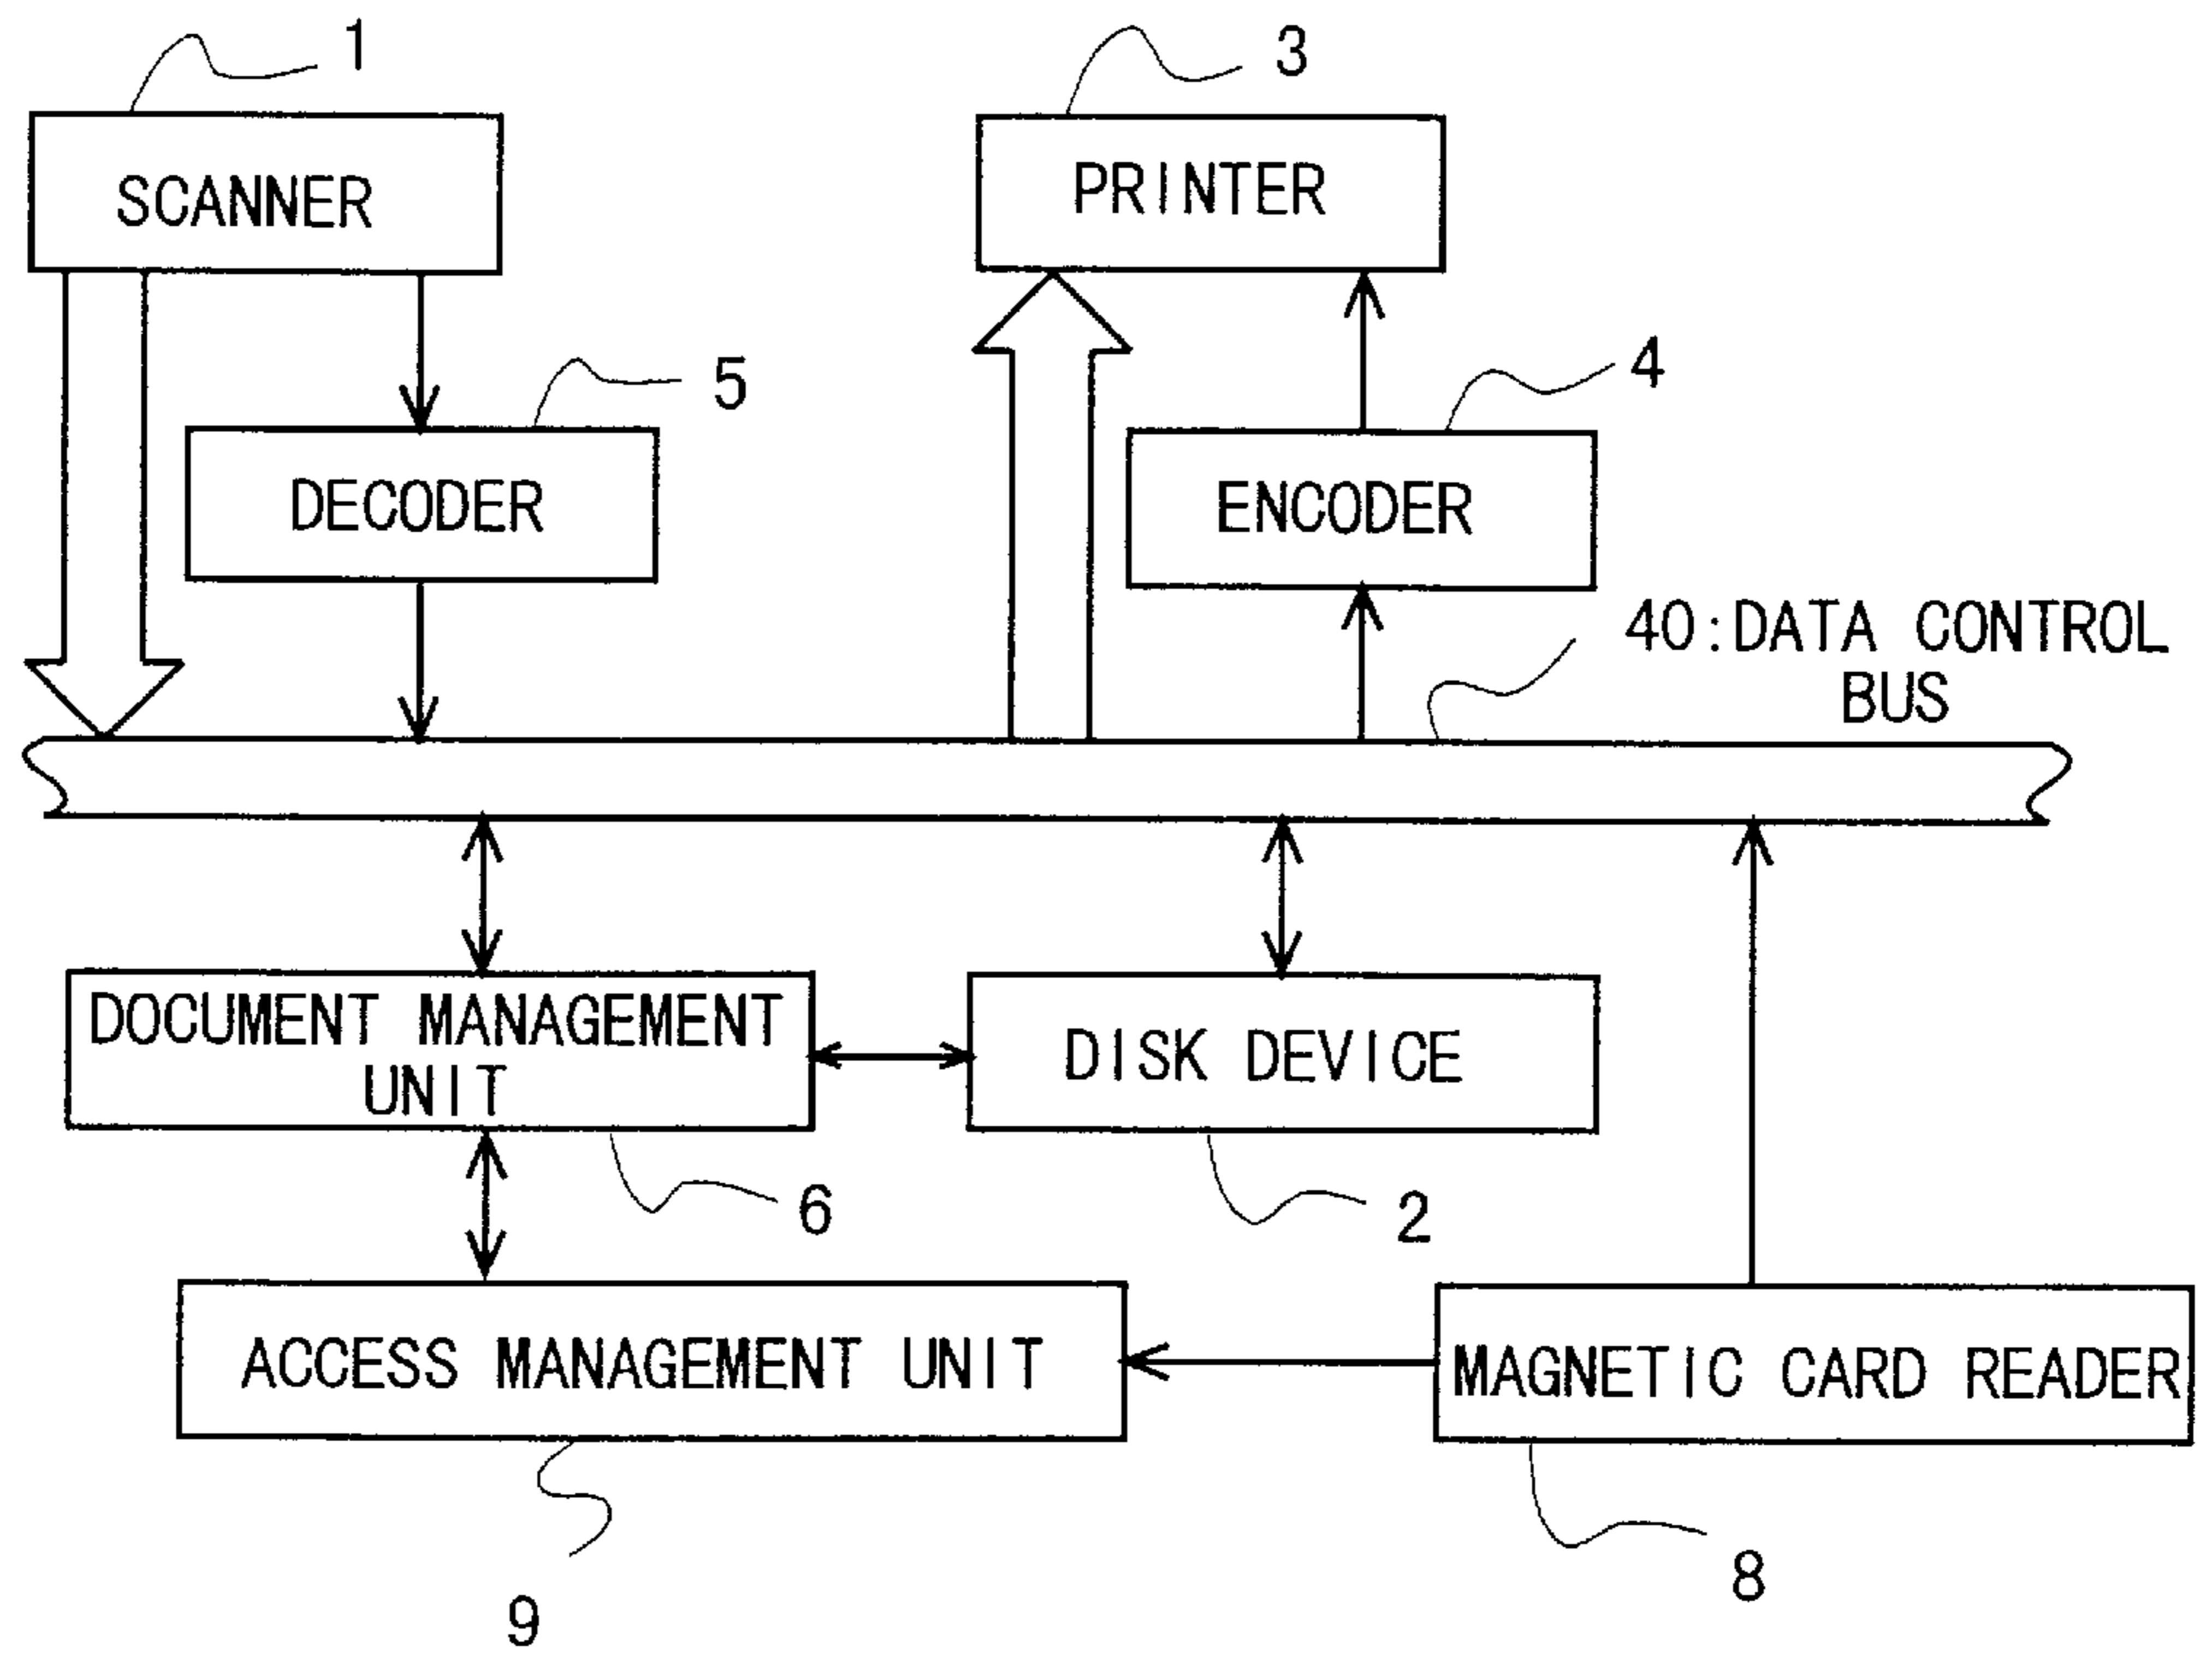 1
3
SCANNER
PRINTER
5
4
DECODER
ENCODER
40:DATA CONTROL
BUS
DOCUMENT MANAGEMENT
UNIT
DISK DEVICE
6
2
ACCESS MANAGEMENT UNIT
MAGNETIC CARD READER
9
8